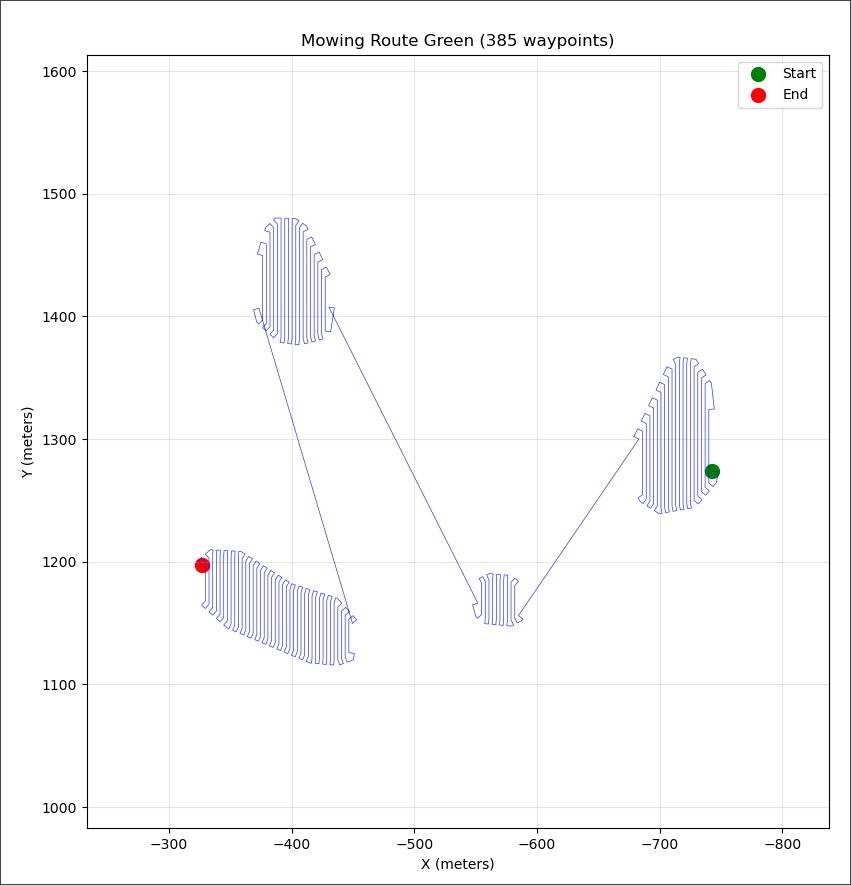 Mowing Route Green (385 waypoints)
Start
End
1600
1500
1400
1300
1200
1100
1000
Y (meters)
−300
−400
−500
−600
−700
−800
X (meters)